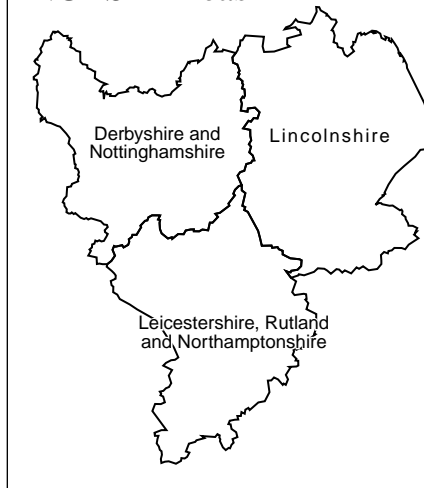 Derbyshire and
Nottinghamshire
Lincolnshire
Leicestershire, Rutland
and Northamptonshire